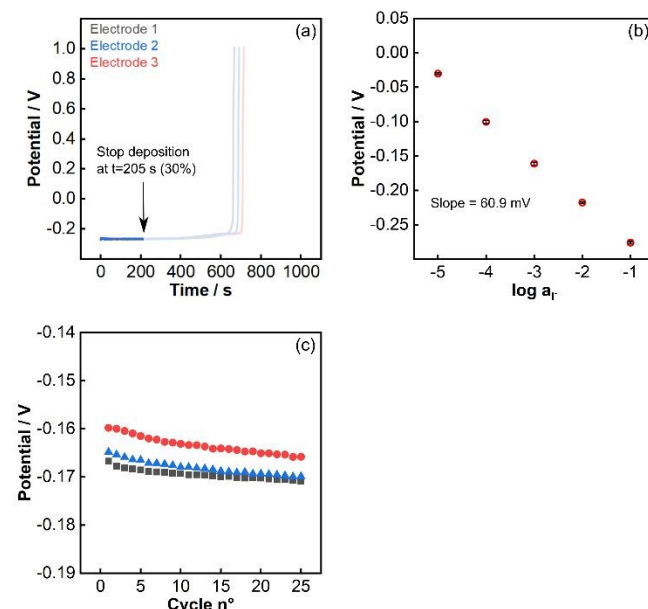 (a)
Electrode 1
Electrode 2
Electrode 3
Stop deposition
at t=205 s (30%)
1.0
0.8
0.6
0.4
0.2
0.0
-0.2
Potential / V
0 200 400 600 800 1000
Time / s
(b)
0.00
-0.05
-0.10
-0.15
-0.20
-0.25
Potential / V
Slope = 60.9 mV
-5 -4 -3 -2 -1
log a_I-
(c)
-0.14
-0.15
-0.16
-0.17
-0.18
-0.19
Potential / V
0 5 10 15 20 25
Cycle n°